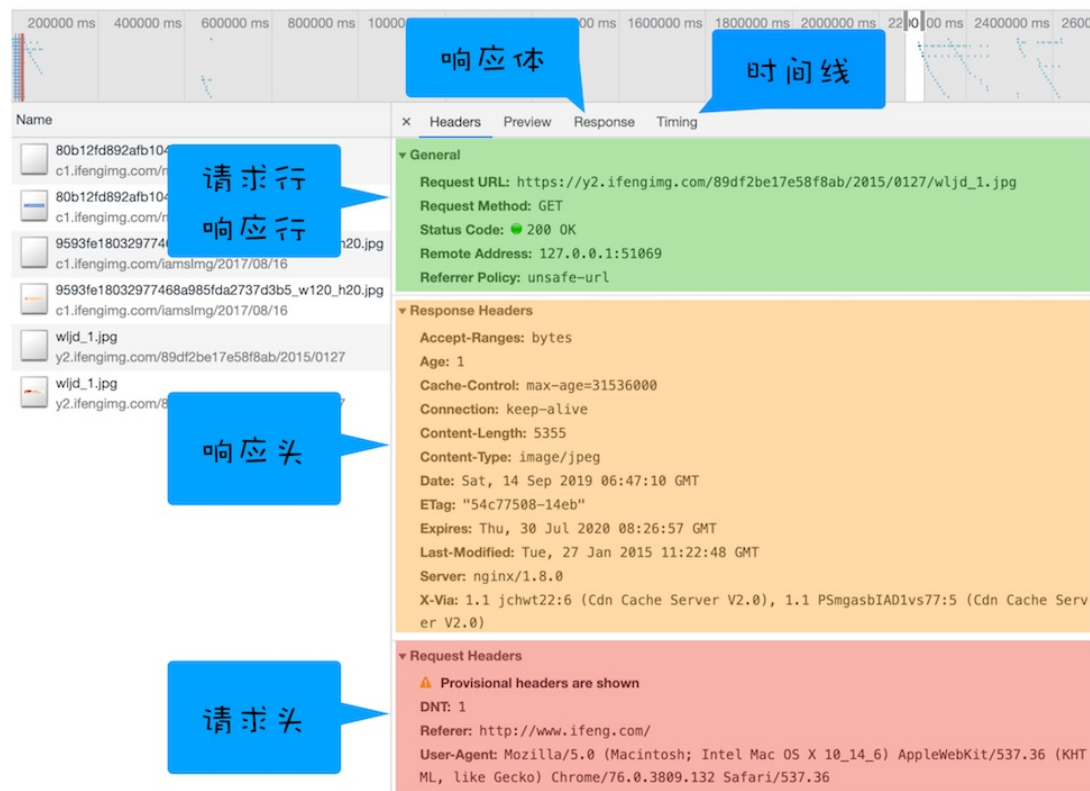 200000 ms 400000 ms 600000 ms 800000 ms 00 ms 1600000 ms 1800000 ms 2000000 ms 00 ms 2400000 ms
响应体
时间线
Name
× Headers Preview Response Timing
80b12fd892afb104
c1.ifengimg.com/n
80b12fd892afb104
c1.ifengimg.com/n
9593fe1803297746 h20.jpg
c1.ifengimg.com/iamsImg/2017/08/16
9593fe18032977468a985fda2737d3b5_w120_h20.jpg
c1.ifengimg.com/iamsImg/2017/08/16
wljd_1.jpg
y2.ifengimg.com/89df2be17e58f8ab/2015/0127
wljd_1.jpg
y2.ifengimg.com/8 7
请求行
响应行
响应头
请求头
General
Request URL: https://y2.ifengimg.com/89df2be17e58f8ab/2015/0127/wljd_1.jpg
Request Method: GET
Status Code: 200 OK
Remote Address: 127.0.0.1:51069
Referrer Policy: unsafe-url
Response Headers
Accept-Ranges: bytes
Age: 1
Cache-Control: max-age=31536000
Connection: keep-alive
Content-Length: 5355
Content-Type: image/jpeg
Date: Sat, 14 Sep 2019 06:47:10 GMT
ETag: "54c77508-14eb"
Expires: Thu, 30 Jul 2020 08:26:57 GMT
Last-Modified: Tue, 27 Jan 2015 11:22:48 GMT
Server: nginx/1.8.0
X-Via: 1.1 jchwt22:6 (Cdn Cache Server V2.0), 1.1 PSmgasbIAD1vs77:5 (Cdn Cache Serv
er V2.0)
Request Headers
Provisional headers are shown
DNT: 1
Referer: http://www.ifeng.com/
User-Agent: Mozilla/5.0 (Macintosh; Intel Mac OS X 10_14_6) AppleWebKit/537.36 (KHT
ML, like Gecko) Chrome/76.0.3809.132 Safari/537.36